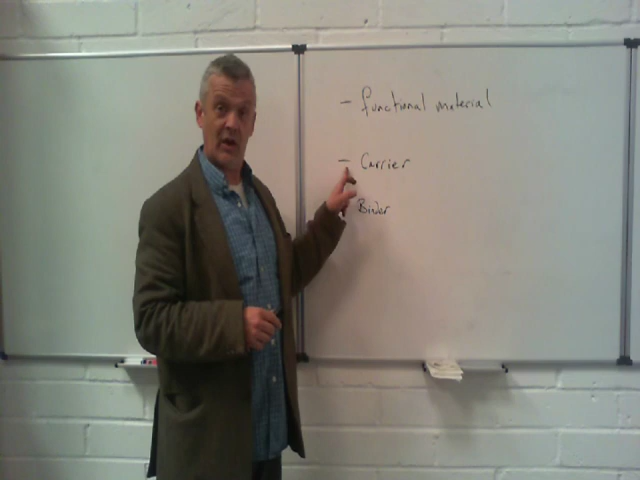 - functional material
- Carrier
Binder